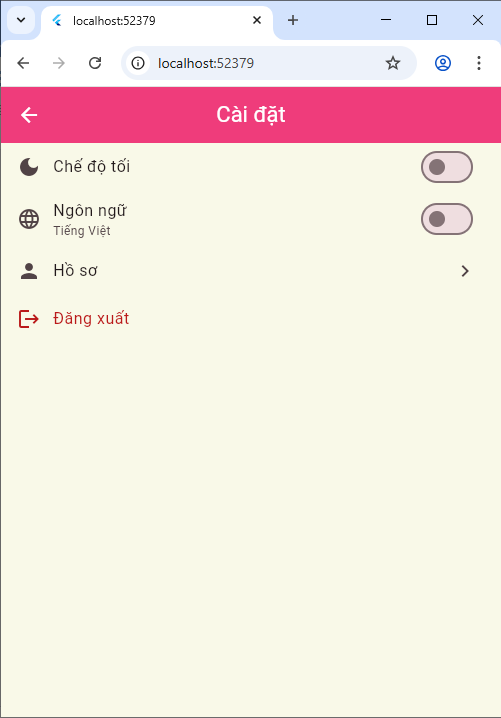 localhost:52379
localhost:52379
Cài đặt
Chế độ tối
Ngôn ngữ
Tiếng Việt
Hồ sơ
Đăng xuất